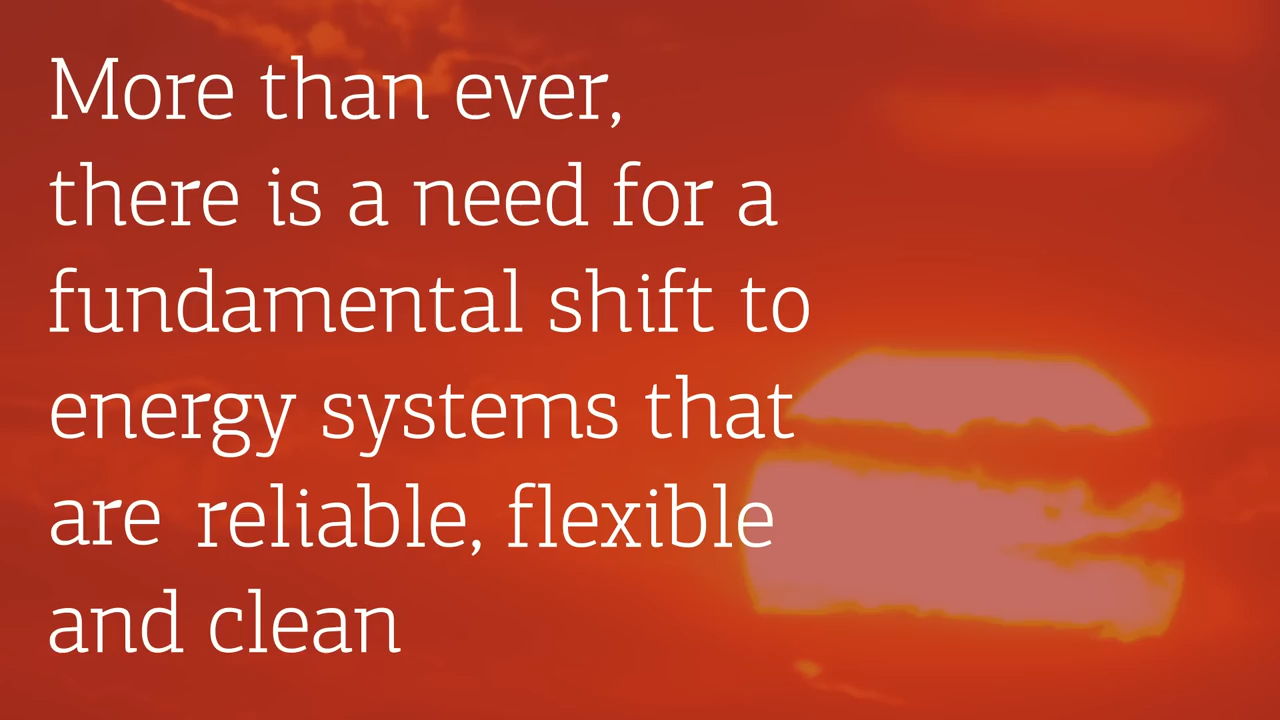 More than ever,
there is a need for a
fundamental shift to
energy systems that
are reliable, flexible
and clean